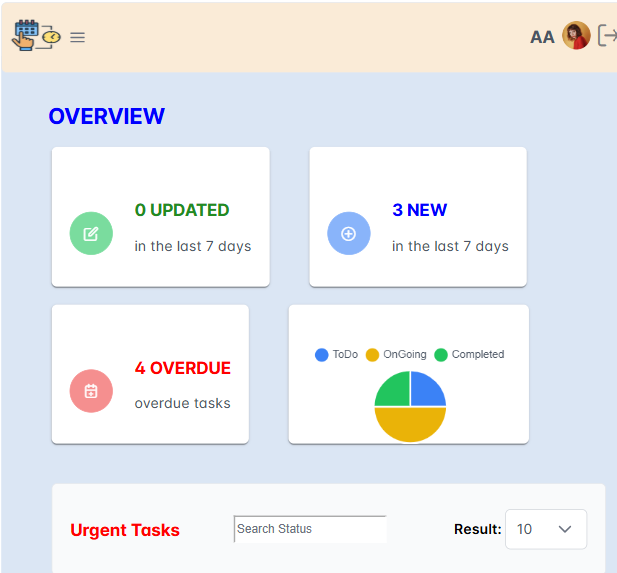 AA
OVERVIEW
0 UPDATED
in the last 7 days
3 NEW
in the last 7 days
4 OVERDUE
overdue tasks
ToDo OnGoing Completed
Urgent Tasks Search Status Result: 10